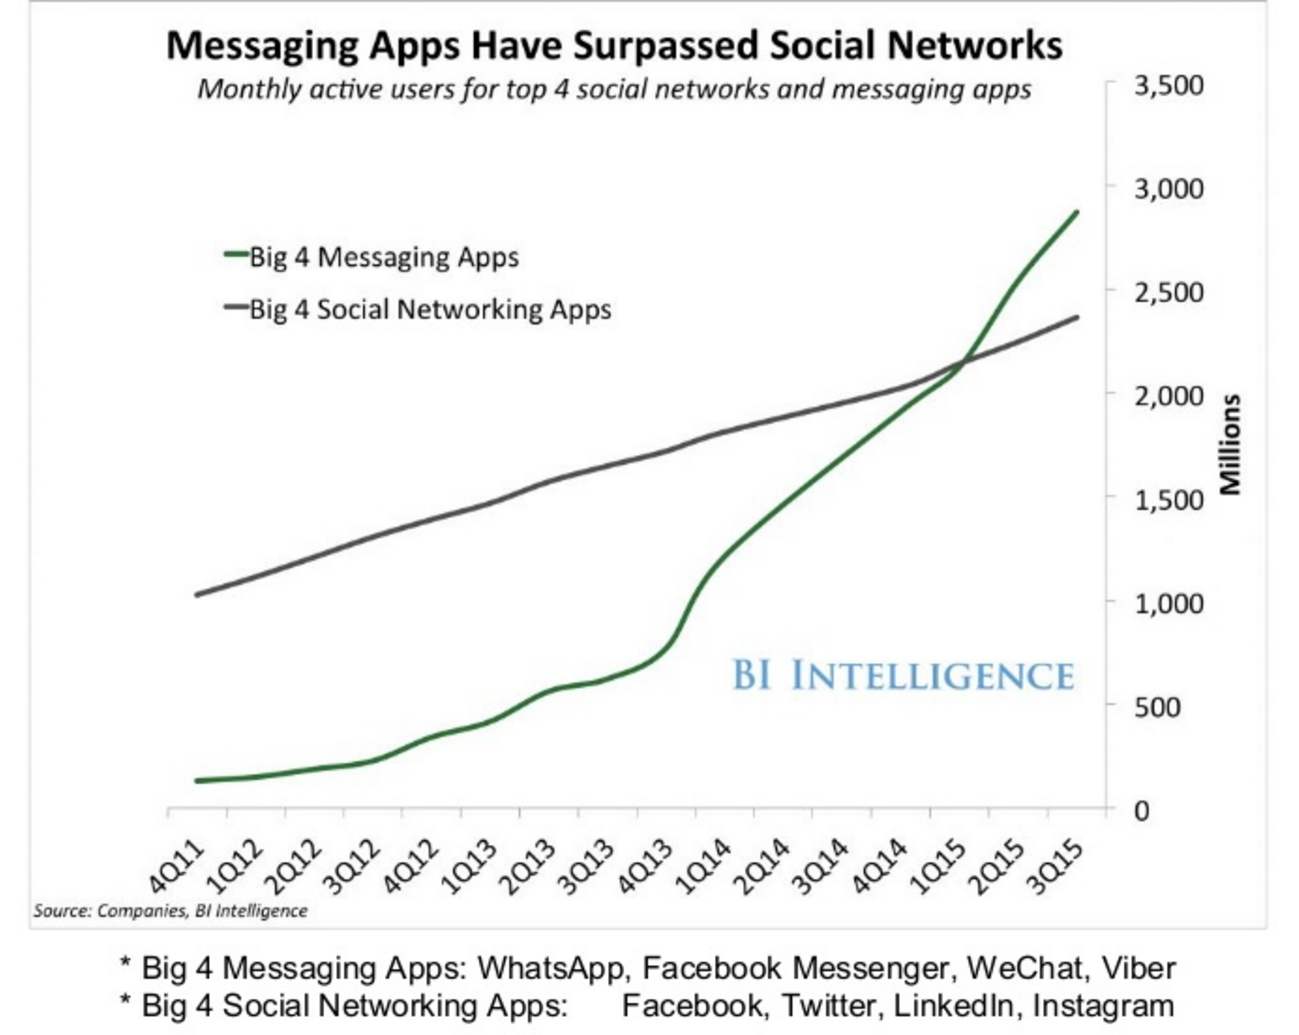 Messaging Apps Have Surpassed Social Networks
Monthly active users for top 4 social networks and messaging apps
3,500
3,000
2,500
2,000
1,500
1,000
500
0
Millions
Big 4 Messaging Apps
Big 4 Social Networking Apps
BI INTELLIGENCE
4Q11
1Q12
2Q12
3Q12
4Q12
1Q13
2Q13
3Q13
4Q13
1Q14
2Q14
3Q14
4Q14
1Q15
2Q15
3Q15
Source: Companies, BI Intelligence
* Big 4 Messaging Apps: WhatsApp, Facebook Messenger, WeChat, Viber
* Big 4 Social Networking Apps: Facebook, Twitter, LinkedIn, Instagram